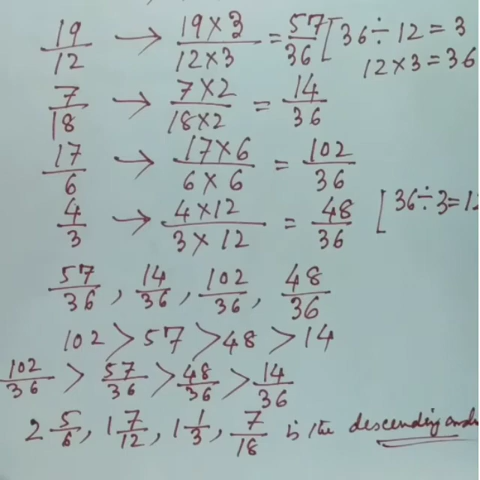 19/12 → 19×3/12×3 = 57/36 [36÷12=3
12×3=36
7/18 → 7×2/18×2 = 14/36
17/6 → 17×6/6×6 = 102/36
4/3 → 4×12/3×12 = 48/36 [36÷3=12
57/36, 14/36, 102/36, 48/36
102>57>48>14
102/36 > 57/36 > 48/36 > 14/36
2 5/6, 1 7/12, 1 1/3, 7/18 is the descending